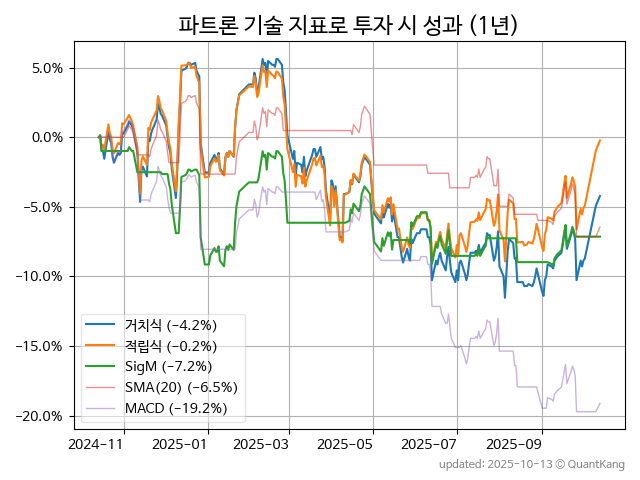 파트론 기술 지표로 투자 시 성과 (1년)
5.0%
0.0%
−5.0%
−10.0%
−15.0%
−20.0%
거치식 (−4.2%)
적립식 (−0.2%)
SigM (−7.2%)
SMA(20) (−6.5%)
MACD (−19.2%)
2024−11
2025−01
2025−03
2025−05
2025−07
2025−09
updated: 2025-10-13 © QuantKang